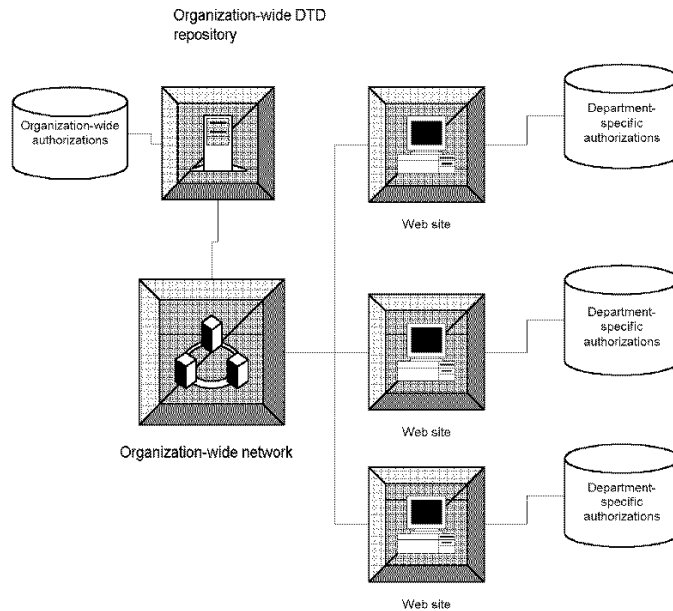 Organization-wide DTD
repository
Organization-wide
authorizations
Department-
specific
authorizations
Web site
Organization-wide network
Department-
specific
authorizations
Web site
Department-
specific
authorizations
Web site